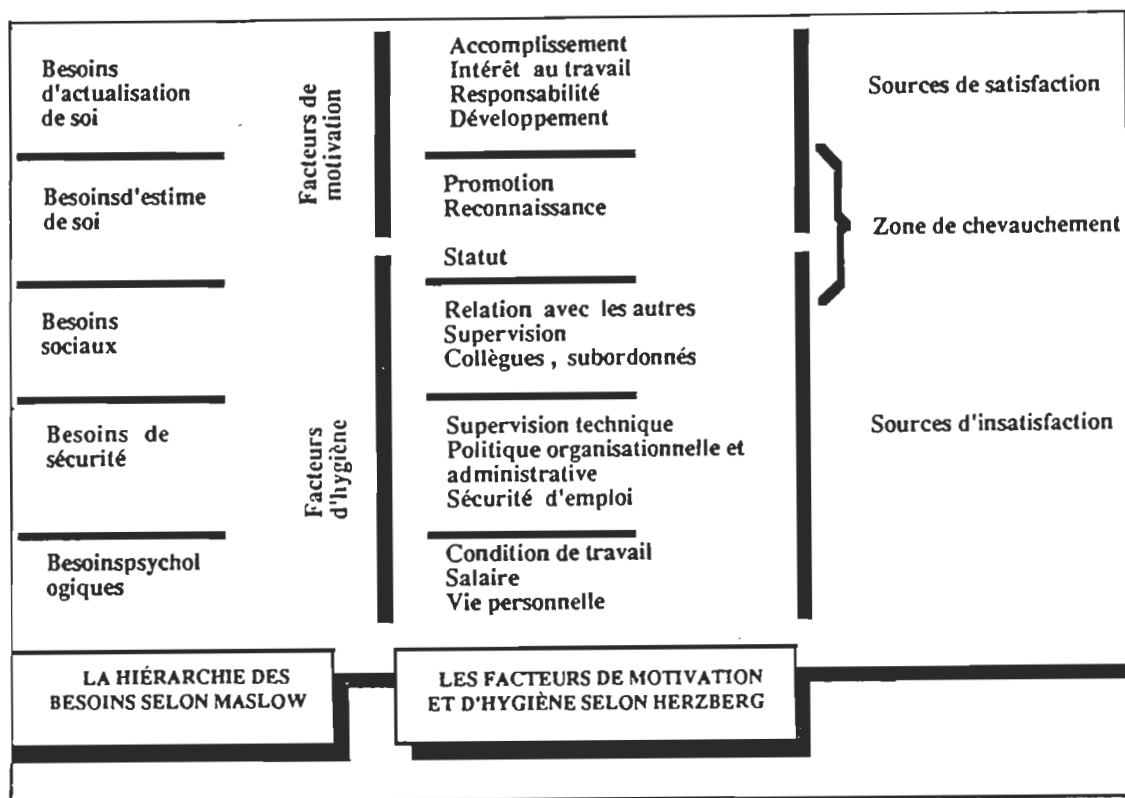 Besoins
d'actualisation
de soi
Besoinsd'estime
de soi
Besoins
sociaux
Besoins de
sécurité
Besoinspsychol
ogiques
Facteurs de
motivation
Facteurs
d'hygiène
Accomplissement
Intérêt au travail
Responsabilité
Développement
Promotion
Reconnaissance
Statut
Relation avec les autres
Supervision
Collègues , subordonnés
Supervision technique
Politique organisationnelle et
administrative
Sécurité d'emploi
Condition de travail
Salaire
Vie personnelle
Sources de satisfaction
Zone de chevauchement
Sources d'insatisfaction
LA HIÉRARCHIE DES
BESOINS SELON MASLOW
LES FACTEURS DE MOTIVATION
ET D'HYGIÈNE SELON HERZBERG